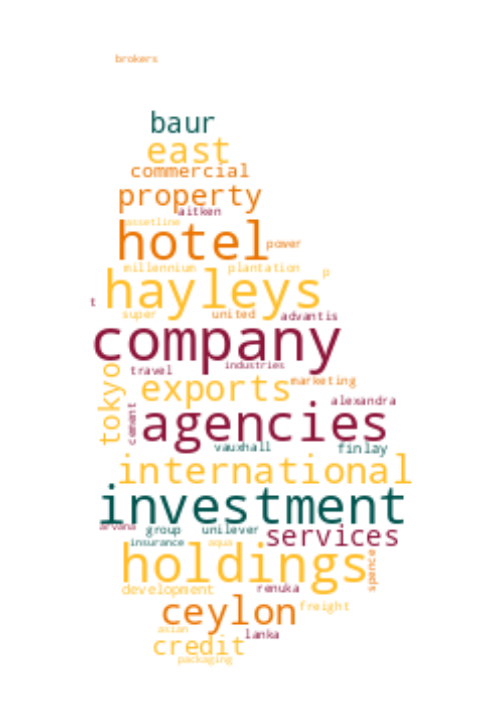 brokers
baur
east
commercial
property
aitken
assetline
hotel
power
millennium plantation p
hayleys
t
super united advantis
company
industries
travel
tokyo
exports
marketing
alexandra
cement
agencies
vauxhall
finlay
international
investment
arvana
group unilever
services
insurance aqua
holdings
spence
development renuka
ceylon
freight
asian
lanka
credit
packaging